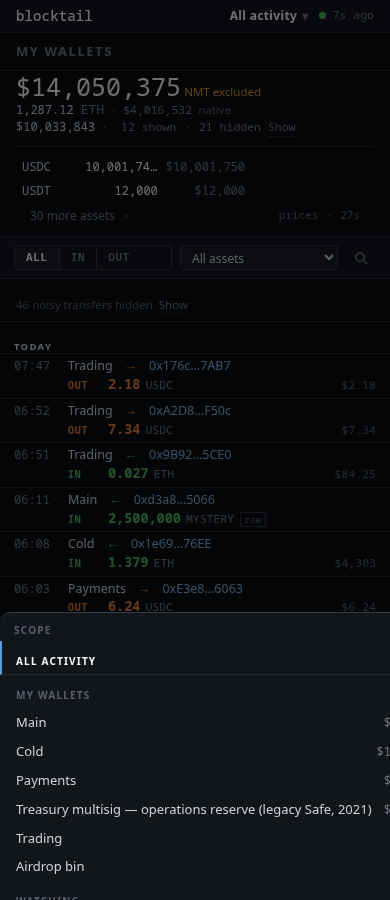 blocktail All activity ▾ ● 7s ago
MY WALLETS
$14,050,375 NMT excluded
1,287.12 ETH · $4,016,532 native
$10,033,843 · 12 shown · 21 hidden Show
USDC 10,001,74… $10,001,750
USDT 12,000 $12,000
30 more assets › prices · 27s
ALL IN OUT All assets
46 noisy transfers hidden Show
TODAY
07:47 Trading → 0x176c…7AB7
OUT 2.18 USDC $2.18
06:52 Trading → 0xA2D8…F50c
OUT 7.34 USDC $7.34
06:51 Trading ← 0x9B92…5CE0
IN 0.027 ETH $84.25
06:11 Main ← 0xd3a8…5066
IN 2,500,000 MYSTERY raw
06:08 Cold ← 0x1e69…76EE
IN 1.379 ETH $4,303
06:03 Payments → 0xE3e8…6063
OUT 6.24 USDC $6.24
SCOPE
ALL ACTIVITY
MY WALLETS
Main $
Cold $1
Payments $
Treasury multisig — operations reserve (legacy Safe, 2021) $
Trading
Airdrop bin
WATCHING